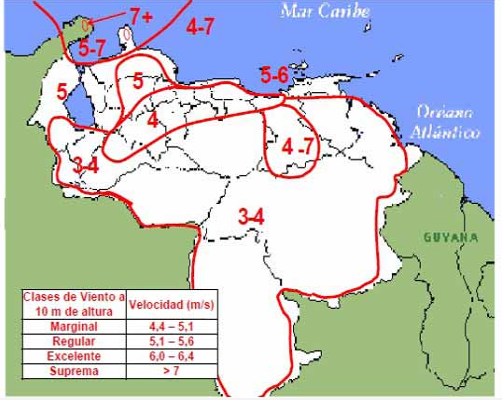 7+
Mar Caribe
4-7
5-7
5-6
5
5
4
Océano
Atlántico
4 -7
3-4
3-4
GUYANA
Clases de Viento a 10 m de altura
Velocidad (m/s)
Marginal 4,4 – 5,1
Regular 5,1 – 5,6
Excelente 6,0 – 6,4
Suprema > 7